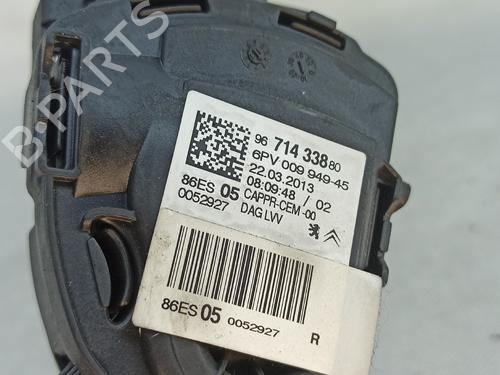 B-PARTS
96 714 338 80
6PV 009 949-45
22.03.2013
08:09:48 / 02
86ES 05 CAPPR-CEM-00
0052927 DAG LVV
86ES 05 0052927 R